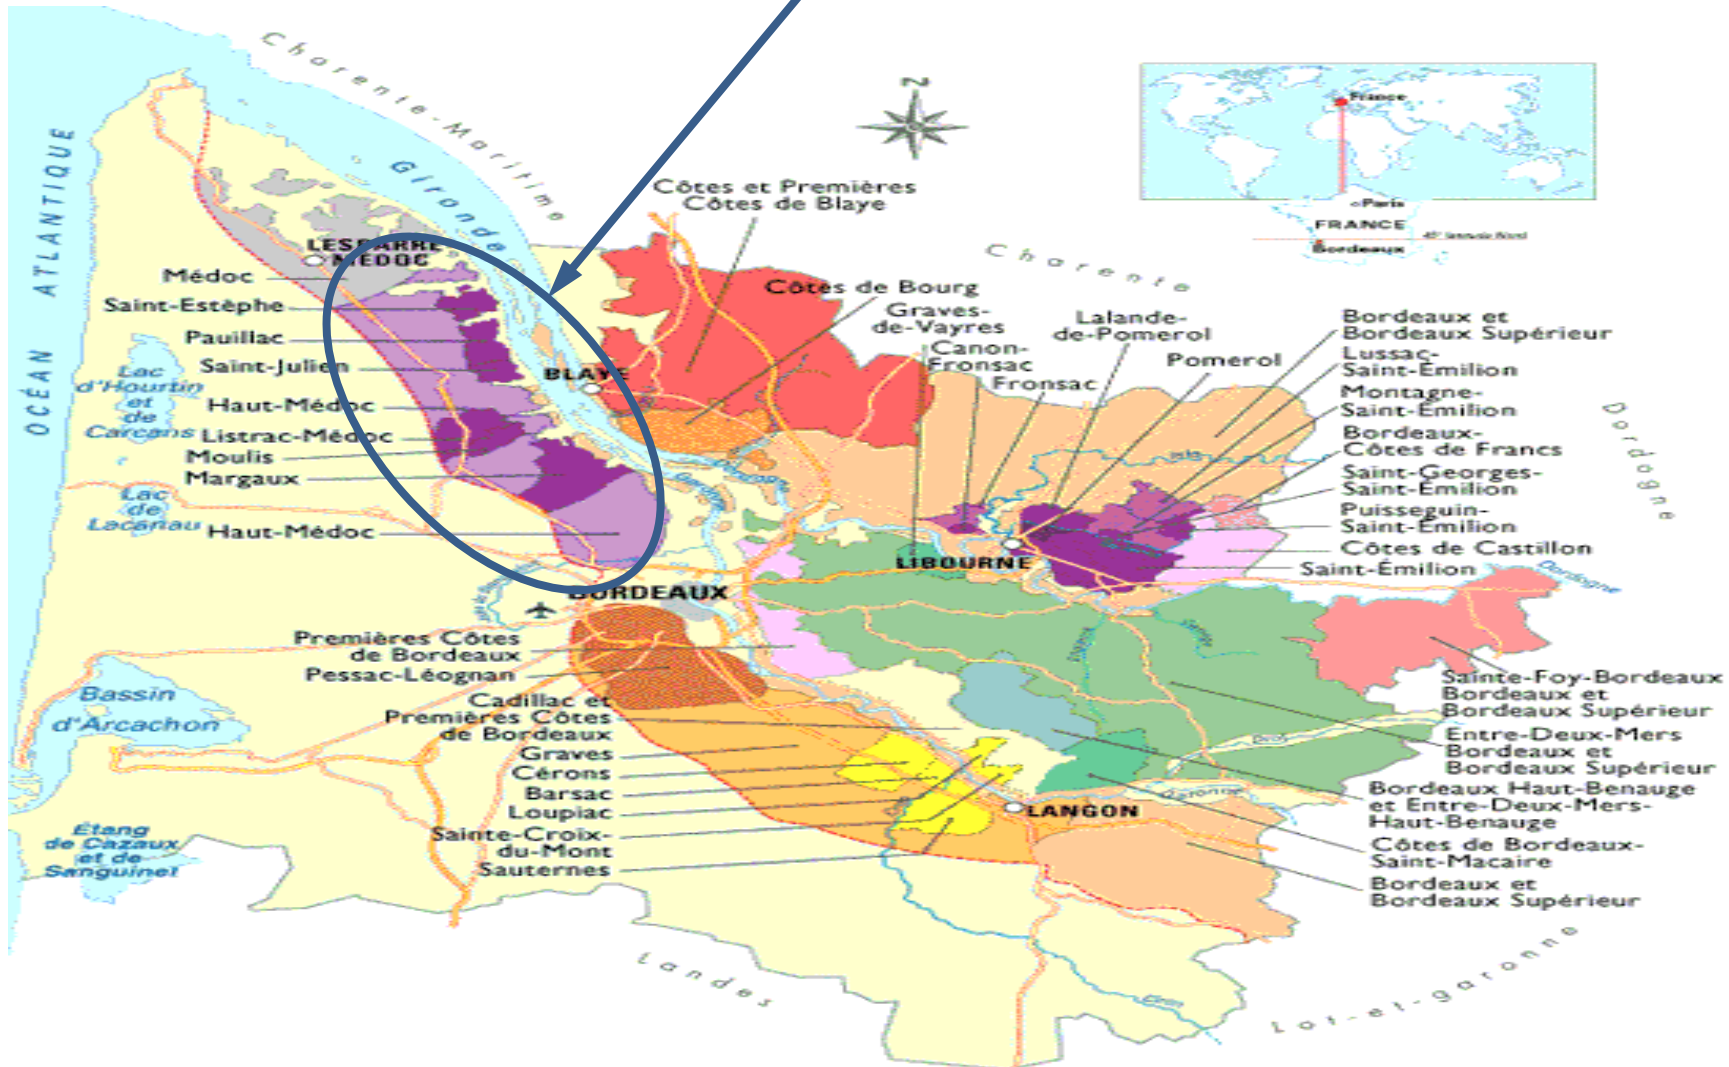 Charente-Maritime
N
France
Paris
FRANCE
Bordeaux
OCÉAN ATLANTIQUE
Gironde
Côtes et Premières
Côtes de Blaye
Charente
LESPARRE
MÉDOC
Médoc
Saint-Estèphe
Pauillac
Saint-Julien
Haut-Médoc
Listrac-Médoc
Moulis
Margaux
Haut-Médoc
Lac
d'Hourtin
et
de
Carcans
Lac
de
Lacanau
BLAYE
Côtes de Bourg
Graves-
de-Vayres
Canon-
Fronsac
Fronsac
Lalande-
de-Pomerol
Pomerol
Bordeaux et
Bordeaux Supérieur
Lussac-
Saint-Émilion
Montagne-
Saint-Émilion
Bordeaux-
Côtes de Francs
Saint-Georges-
Saint-Émilion
Puisseguin-
Saint-Émilion
Côtes de Castillon
Saint-Émilion
Dordogne
Isle
LIBOURNE
Dordogne
BORDEAUX
Premières Côtes
de Bordeaux
Pessac-Léognan
Cadillac et
Premières Côtes
de Bordeaux
Graves
Cérons
Barsac
Loupiac
Sainte-Croix-
du-Mont
Sauternes
Bassin
d'Arcachon
Étang
de Cazaux
et de
Sanguinet
LANGON
Garonne
Sainte-Foy-Bordeaux
Bordeaux et
Bordeaux Supérieur
Entre-Deux-Mers
Bordeaux et
Bordeaux Supérieur
Bordeaux Haut-Benauge
et Entre-Deux-Mers-
Haut-Benauge
Côtes de Bordeaux-
Saint-Macaire
Bordeaux et
Bordeaux Supérieur
Landes
Lot-et-garonne